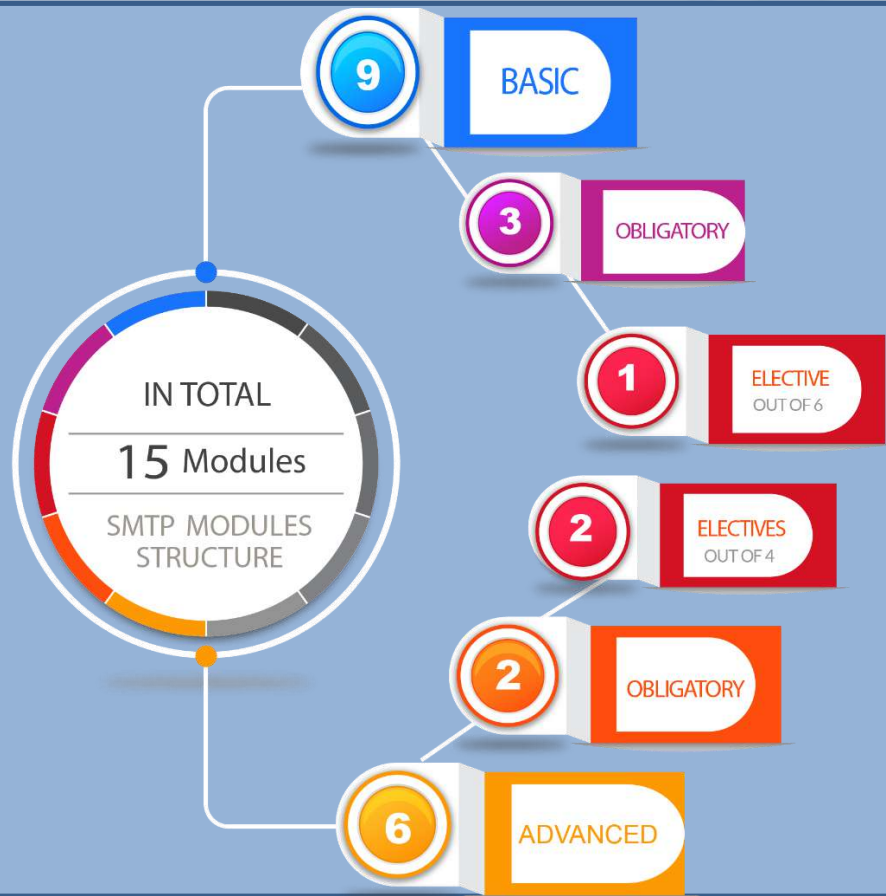 9
BASIC
3
OBLIGATORY
1
ELECTIVE
OUT OF 6
IN TOTAL
15 Modules
SMTP MODULES
STRUCTURE
2
ELECTIVES
OUT OF 4
2
OBLIGATORY
6
ADVANCED